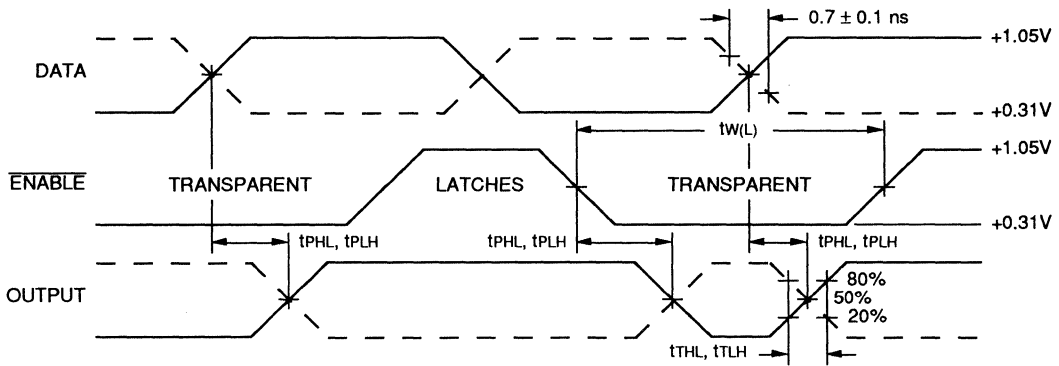 0.7 ± 0.1 ns
+1.05V
DATA
+0.31V
tW(L)
+1.05V
ENABLE TRANSPARENT LATCHES TRANSPARENT
+0.31V
tPHL, tPLH tPHL, tPLH tPHL, tPLH
80%
OUTPUT 50%
20%
tTHL, tTLH